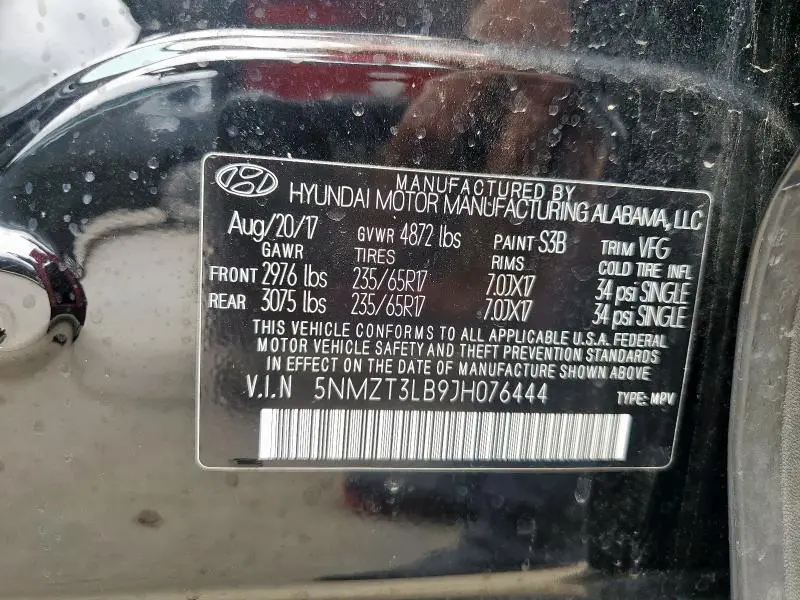 MANUFACTURED BY
HYUNDAI MOTOR MANUFACTURING ALABAMA, LLC
Aug/20/17 GVWR 4872 lbs PAINT S3B TRIM VFG
GAWR TIRES RIMS COLD TIRE INFL
FRONT 2976 lbs 235/65R17 7.0JX17 34 psi SINGLE
REAR 3075 lbs 235/65R17 7.0JX17 34 psi SINGLE
THIS VEHICLE CONFORMS TO ALL APPLICABLE U.S.A. FEDERAL
MOTOR VEHICLE SAFETY AND THEFT PREVENTION STANDARDS
IN EFFECT ON THE DATE OF MANUFACTURE SHOWN ABOVE
V.I.N 5NMZT3LB9JH076444 TYPE: MPV